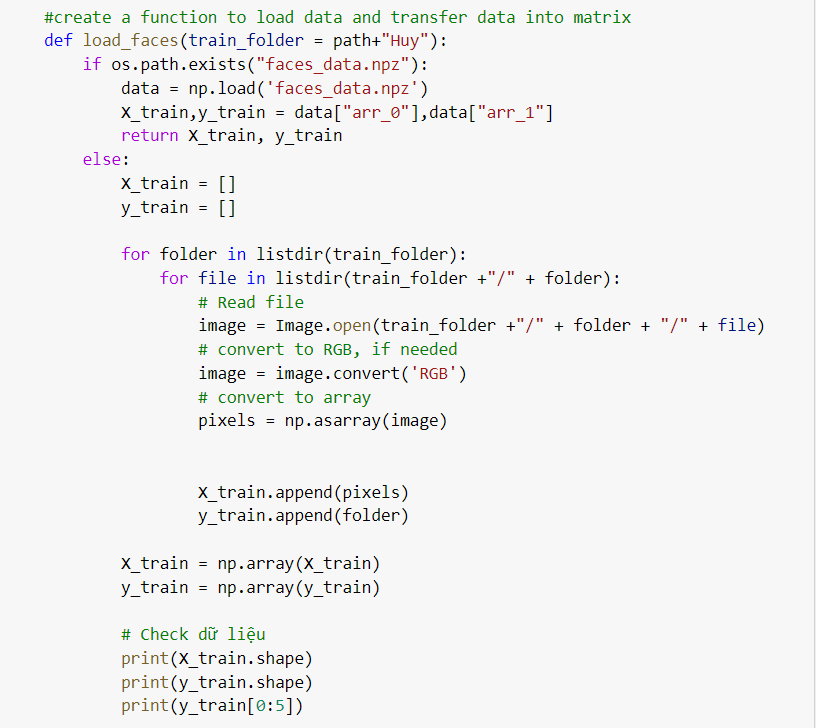 #create a function to load data and transfer data into matrix
def load_faces(train_folder = path+"Huy"):
    if os.path.exists("faces_data.npz"):
        data = np.load('faces_data.npz')
        X_train,y_train = data["arr_0"],data["arr_1"]
        return X_train, y_train
    else:
        X_train = []
        y_train = []

        for folder in listdir(train_folder):
            for file in listdir(train_folder +"/" + folder):
                # Read file
                image = Image.open(train_folder +"/" + folder + "/" + file)
                # convert to RGB, if needed
                image = image.convert('RGB')
                # convert to array
                pixels = np.asarray(image)


                X_train.append(pixels)
                y_train.append(folder)

        X_train = np.array(X_train)
        y_train = np.array(y_train)

        # Check dữ liệu
        print(X_train.shape)
        print(y_train.shape)
        print(y_train[0:5])